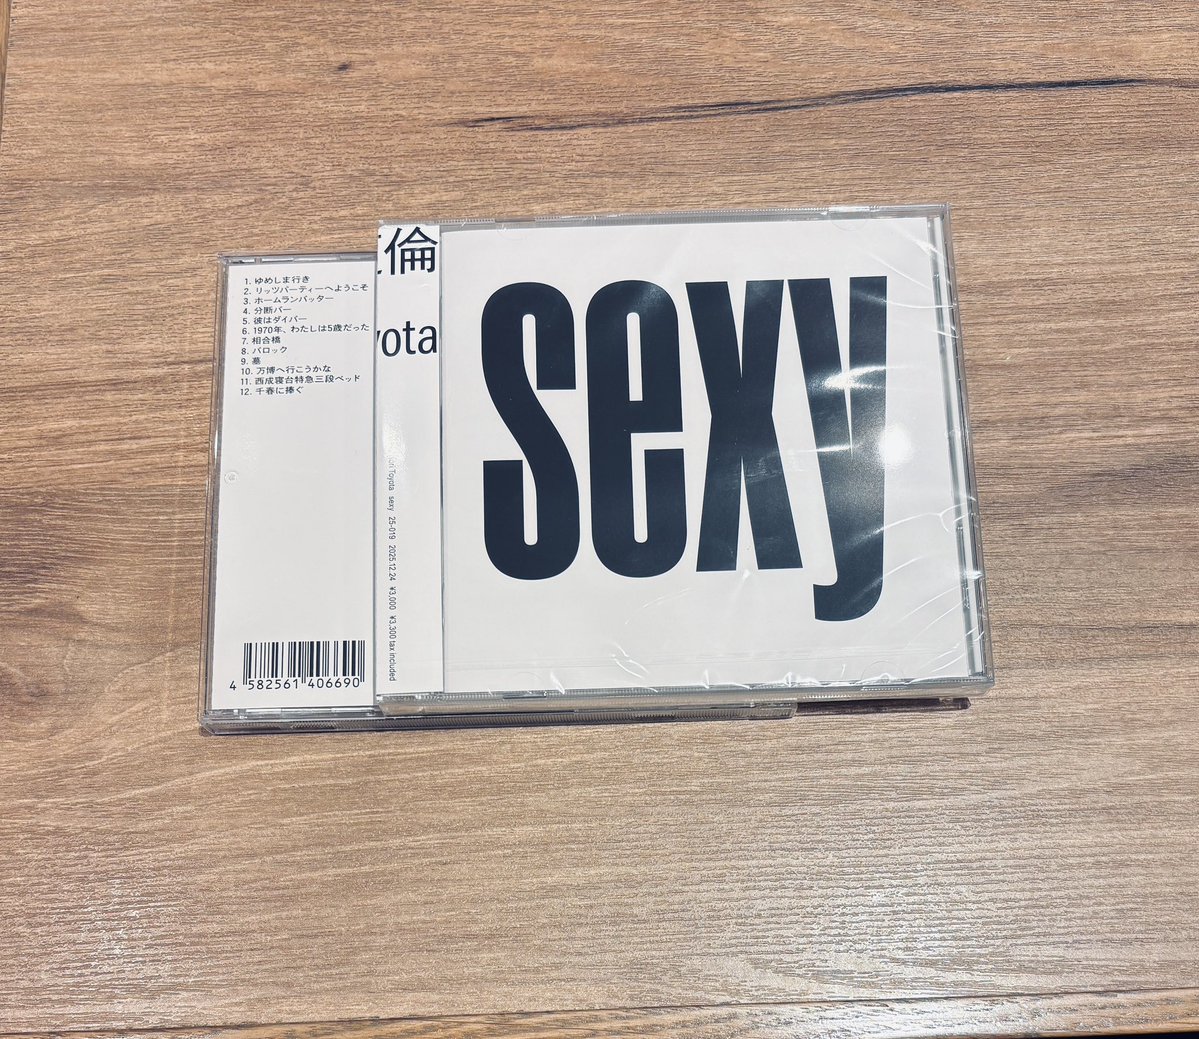 1. ゆめしま行き
2. リッツパーティーへようこそ
3. ホームランバッター
4. 分断バー
5. 彼はダイバー
6. 1970年、わたしは5歳だった
7. 相合橋
8. バロック
9. 墓
10. 万博へ行こうかな
11. 西成寝台特急三段ベッド
12. 千春に捧ぐ
4 582561 406690
倫
yota
Toyota sexy 25-019 2025.12.24 ¥3,000 ¥3,300 tax included
sexy